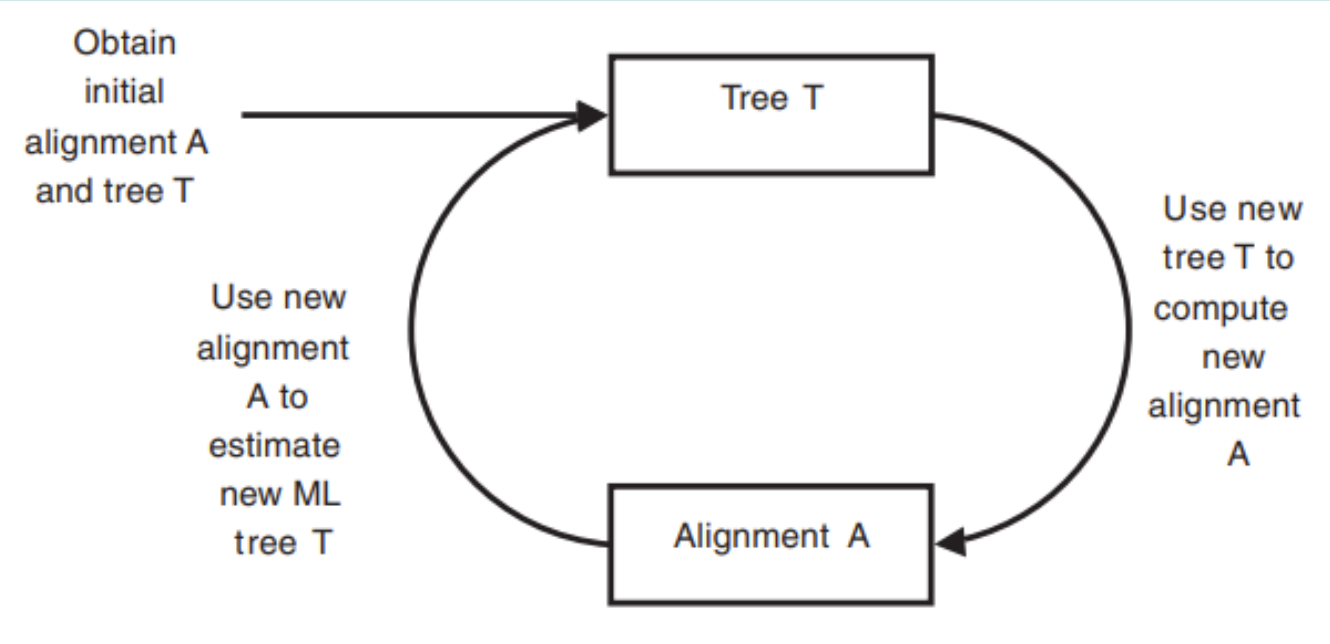 Obtain
initial
alignment A
and tree T
Tree T
Use new
tree T to
compute
new
alignment
A
Use new
alignment
A to
estimate
new ML
tree T
Alignment A